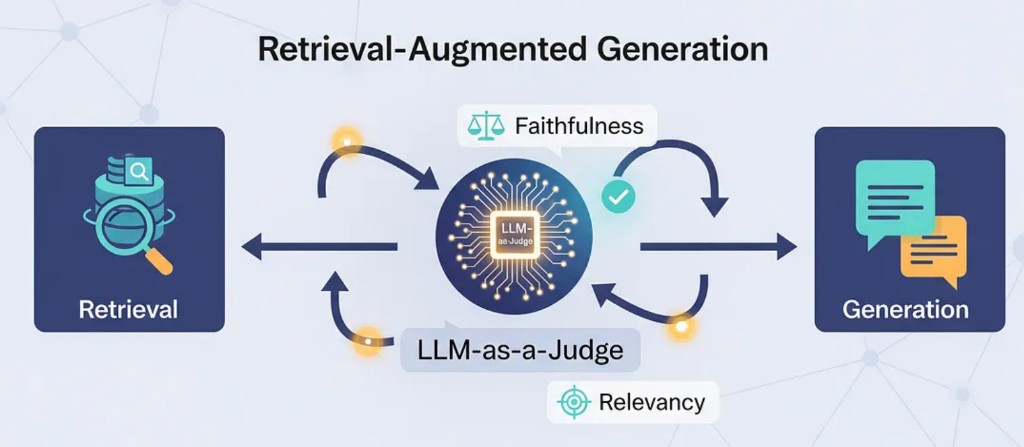 Retrieval-Augmented Generation
Faithfulness
LLM-
as-Judge
Retrieval
Generation
LLM-as-a-Judge
Relevancy